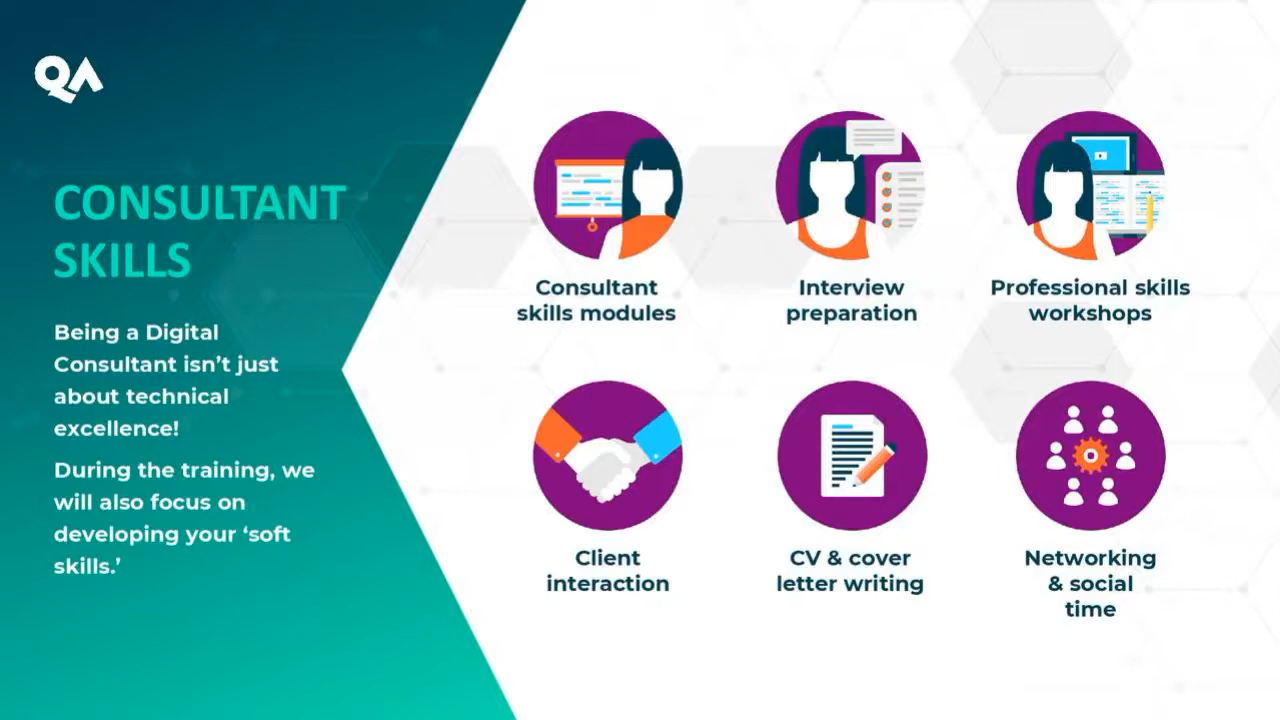 QA
CONSULTANT
SKILLS
Being a Digital
Consultant isn’t just
about technical
excellence!
During the training, we
will also focus on
developing your ‘soft
skills.’
Consultant
skills modules
Interview
preparation
Professional skills
workshops
Client
interaction
CV & cover
letter writing
Networking
& social
time